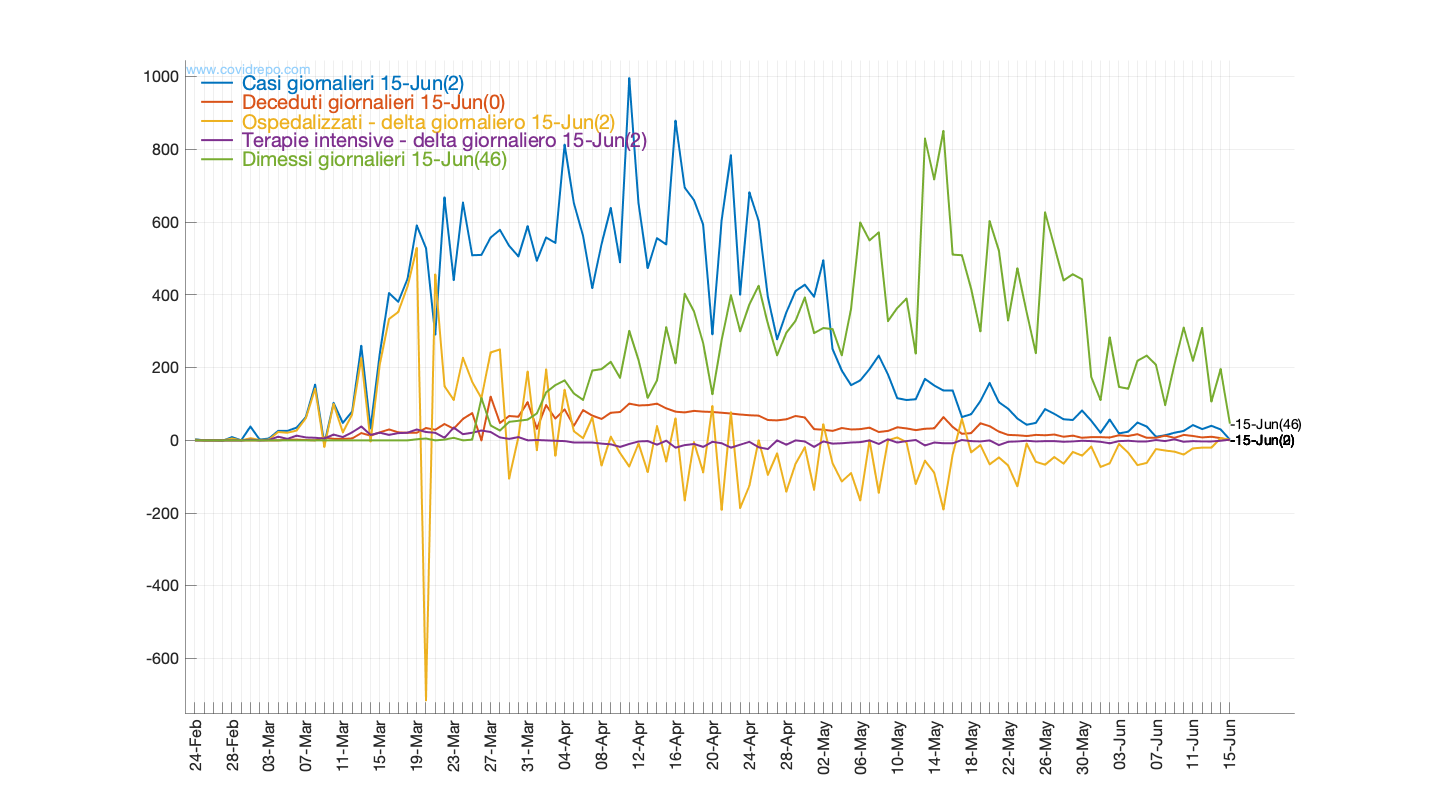 www.covidrepo.com
Casi giornalieri 15-Jun(2)
Deceduti giornalieri 15-Jun(0)
Ospedalizzati - delta giornaliero 15-Jun(2)
Terapie intensive - delta giornaliero 15-Jun(2)
Dimessi giornalieri 15-Jun(46)
1000
800
600
400
200
0
-200
-400
-600
-15-Jun(46)
24-Feb
28-Feb
03-Mar
07-Mar
11-Mar
15-Mar
19-Mar
23-Mar
27-Mar
31-Mar
04-Apr
08-Apr
12-Apr
16-Apr
20-Apr
24-Apr
28-Apr
02-May
06-May
10-May
14-May
18-May
22-May
26-May
30-May
03-Jun
07-Jun
11-Jun
15-Jun